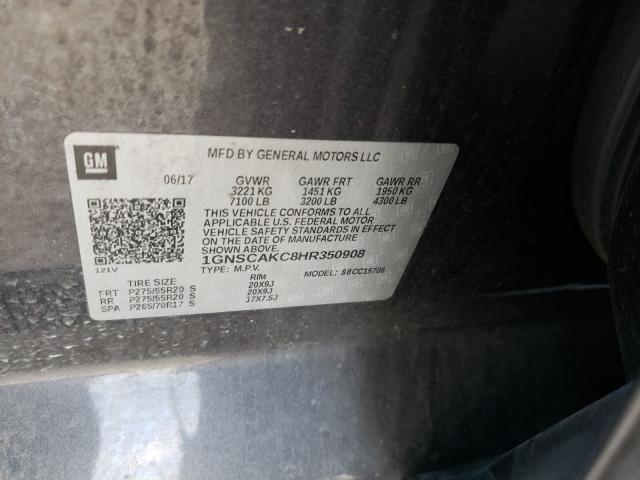 GM
MFD BY GENERAL MOTORS LLC
06/17 GVWR GAWR FRT GAWR RR
3221 KG 1451 KG 1950 KG
7100 LB 3200 LB 4300 LB
THIS VEHICLE CONFORMS TO ALL
APPLICABLE U.S. FEDERAL MOTOR
VEHICLE SAFETY STANDARDS IN
EFFECT ON THE DATE OF MANUFACTURE
SHOWN ABOVE.
1GNSCAKC8HR350908
121V
TYPE: M.P.V. MODEL: 88CC15706
TIRE SIZE RIM
FRT P275/55R20 S 20X9J
RR P275/55R20 S 20X9J
SPA P265/70R17 S 17X7.5J